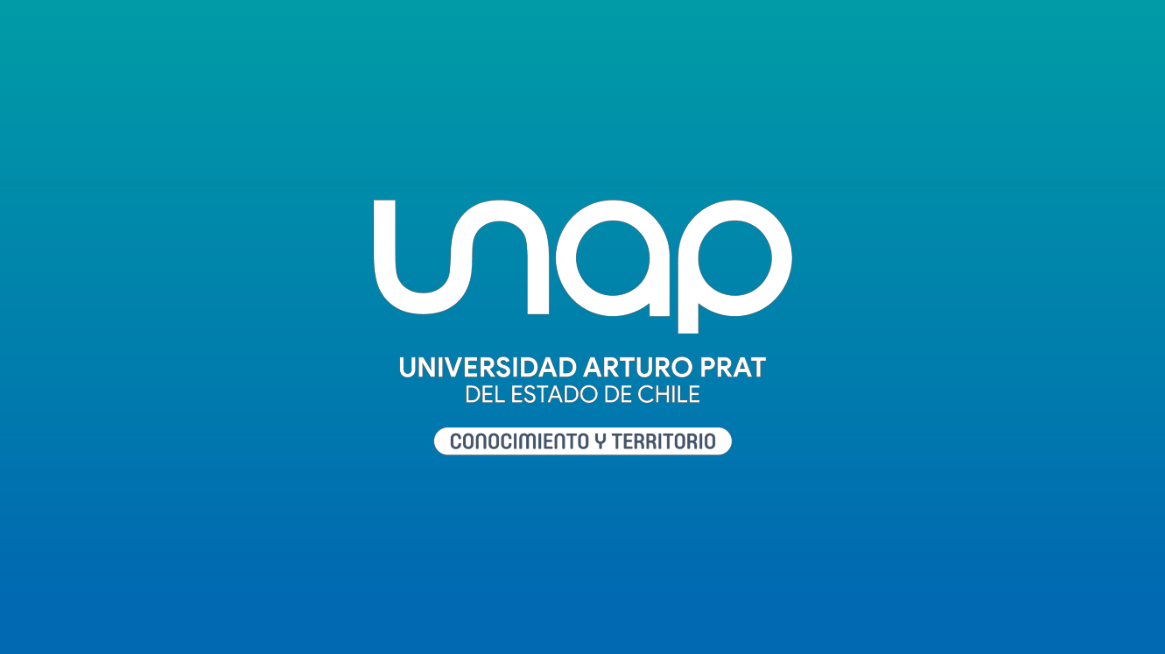 unap
UNIVERSIDAD ARTURO PRAT
DEL ESTADO DE CHILE
CONOCIMIENTO Y TERRITORIO